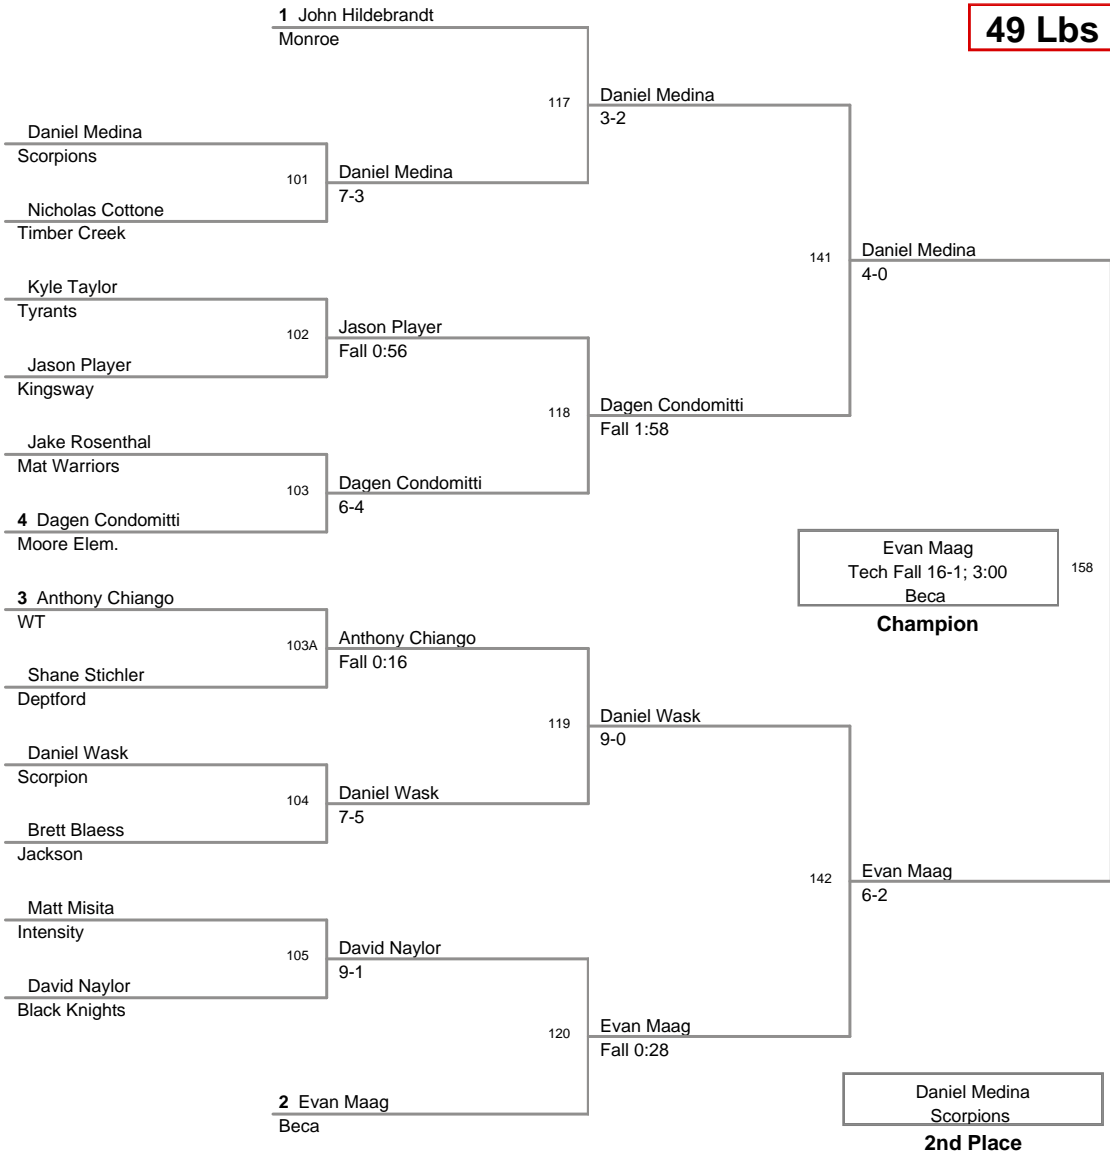 1 John Hildebrandt
Monroe
49 Lbs
117
Daniel Medina
3-2
Daniel Medina
Scorpions
101
Daniel Medina
7-3
Nicholas Cottone
Timber Creek
141
Daniel Medina
4-0
Kyle Taylor
Tyrants
102
Jason Player
Fall 0:56
Jason Player
Kingsway
118
Dagen Condomitti
Fall 1:58
Jake Rosenthal
Mat Warriors
103
Dagen Condomitti
6-4
4 Dagen Condomitti
Moore Elem.
Evan Maag
Tech Fall 16-1; 3:00
Beca
158
Champion
3 Anthony Chiango
WT
103A
Anthony Chiango
Fall 0:16
Shane Stichler
Deptford
119
Daniel Wask
9-0
Daniel Wask
Scorpion
104
Daniel Wask
7-5
Brett Blaess
Jackson
142
Evan Maag
6-2
Matt Misita
Intensity
105
David Naylor
9-1
David Naylor
Black Knights
120
Evan Maag
Fall 0:28
2 Evan Maag
Beca
Daniel Medina
Scorpions
2nd Place